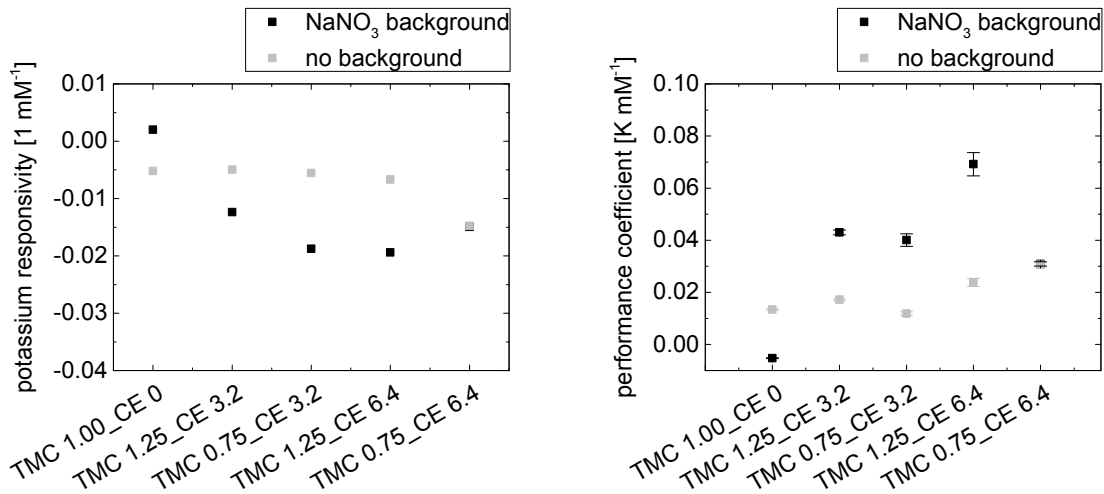 NaNO₃ background
no background
potassium responsivity [1 mM⁻¹]
0.01
0.00
-0.01
-0.02
-0.03
-0.04
TMC 1.00_CE 0
TMC 1.25_CE 3.2
TMC 0.75_CE 3.2
TMC 1.25_CE 6.4
TMC 0.75_CE 6.4
NaNO₃ background
no background
performance coefficient [K mM⁻¹]
0.10
0.08
0.06
0.04
0.02
0.00
TMC 1.00_CE 0
TMC 1.25_CE 3.2
TMC 0.75_CE 3.2
TMC 1.25_CE 6.4
TMC 0.75_CE 6.4